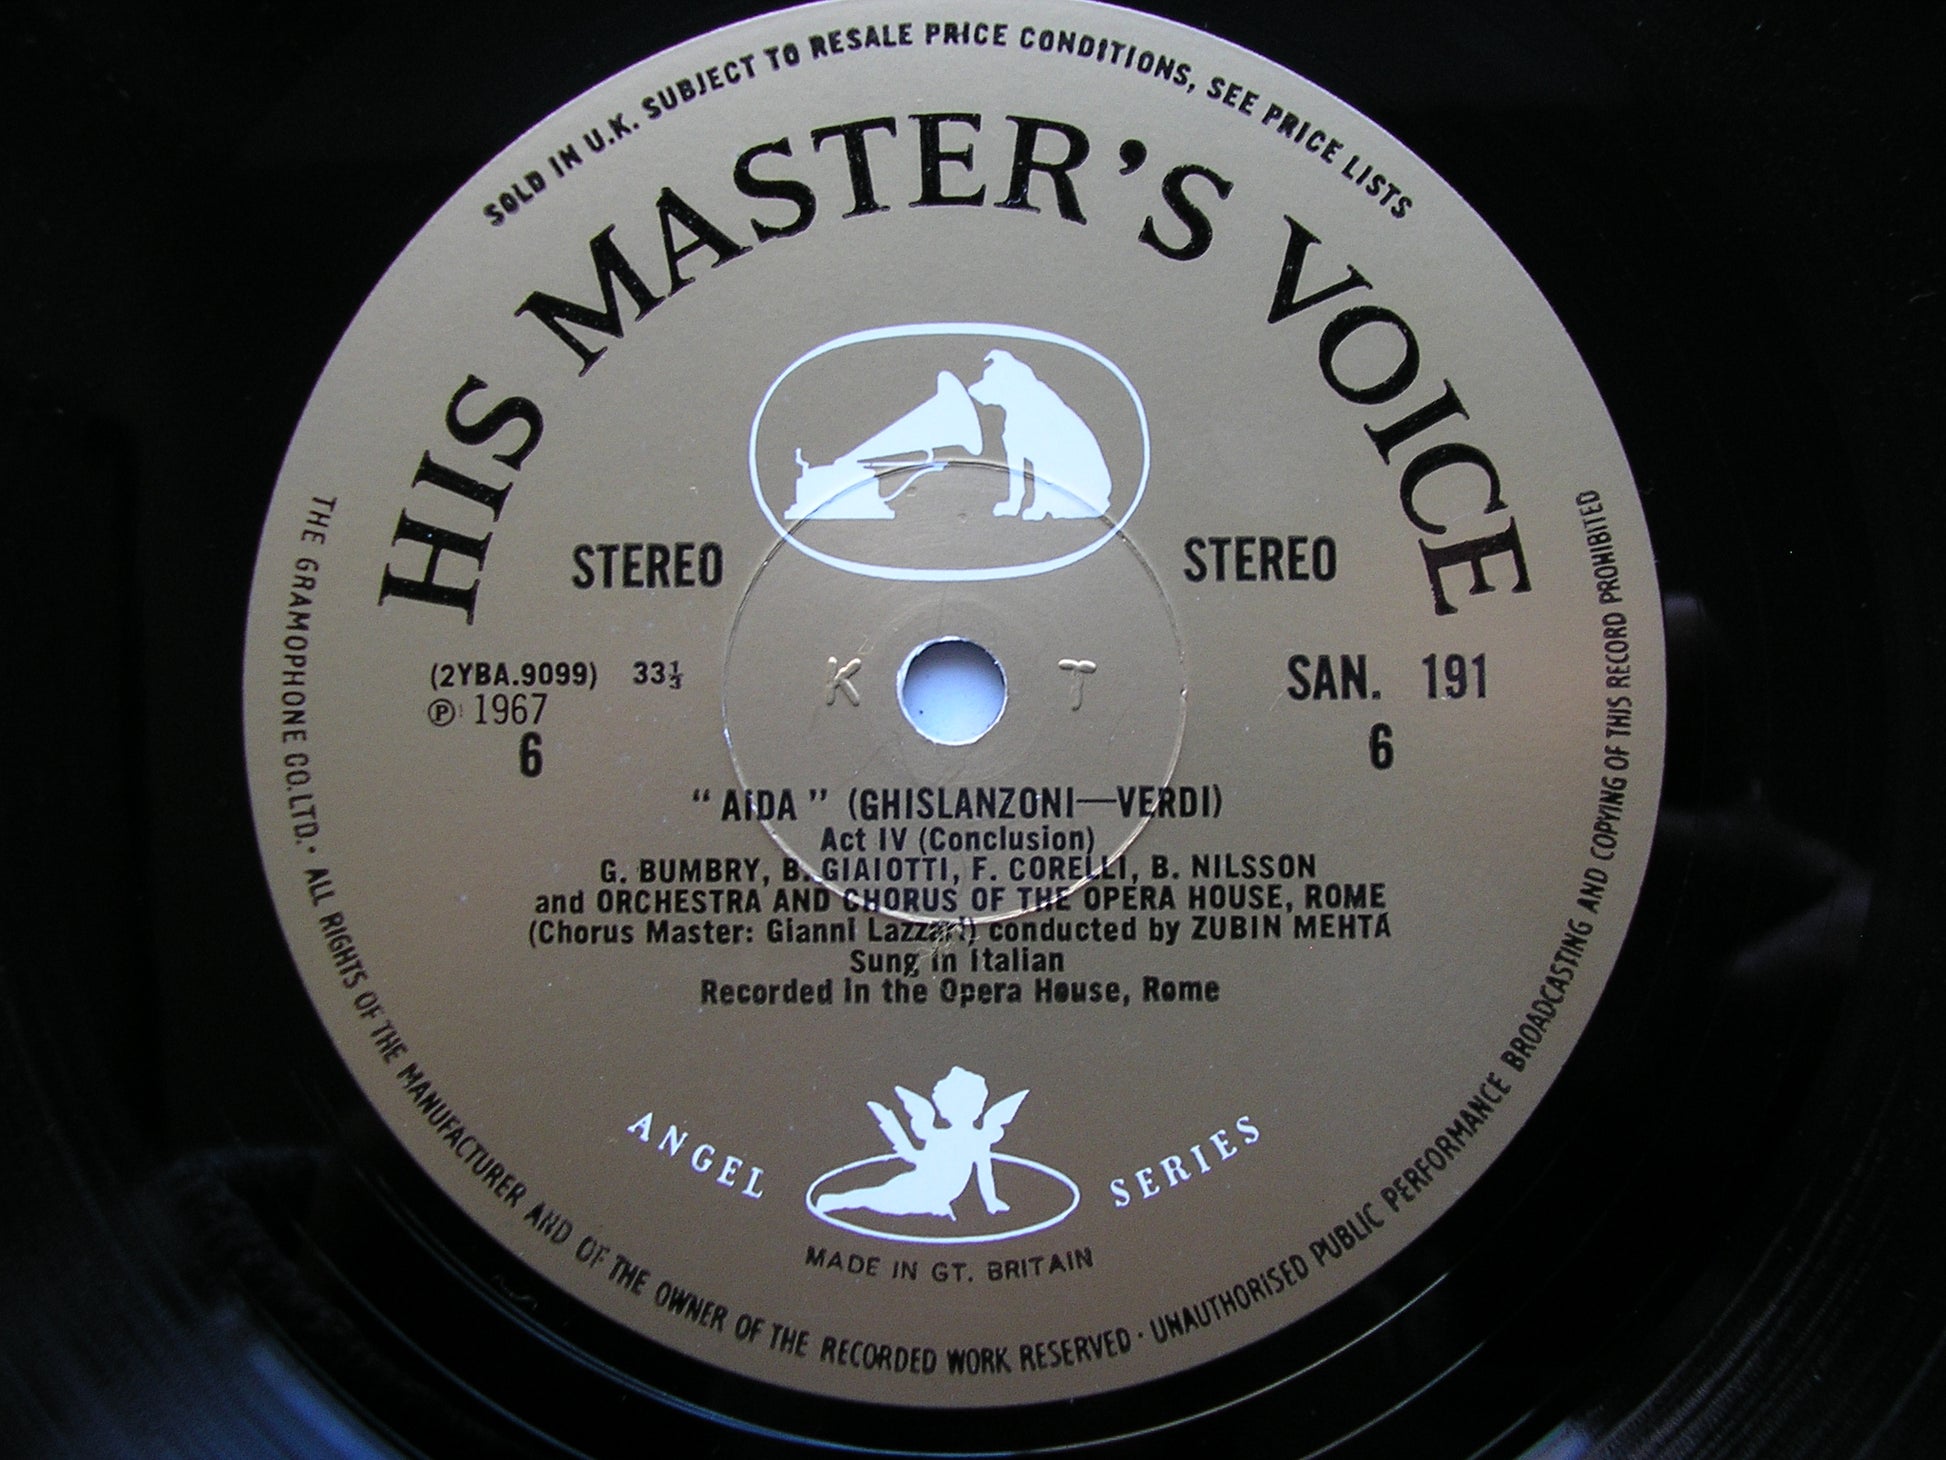 SOLD IN U.K. SUBJECT TO RESALE PRICE CONDITIONS, SEE PRICE LISTS
HIS MASTER'S VOICE
STEREO STEREO
(2YBA.9099) 33⅓ SAN. 191
Ⓟ 1967
6 6
K T
“ AIDA ” (GHISLANZONI—VERDI)
Act IV (Conclusion)
G. BUMBRY, B. GIAIOTTI, F. CORELLI, B. NILSSON
and ORCHESTRA AND CHORUS OF THE OPERA HOUSE, ROME
(Chorus Master: Gianni Lazzari) conducted by ZUBIN MEHTA
Sung in Italian
Recorded in the Opera House, Rome
ANGEL SERIES
MADE IN GT. BRITAIN
THE GRAMOPHONE CO. LTD. · ALL RIGHTS OF THE MANUFACTURER AND OF THE OWNER OF THE RECORDED WORK RESERVED · UNAUTHORISED PUBLIC PERFORMANCE BROADCASTING AND COPYING OF THIS RECORD PROHIBITED